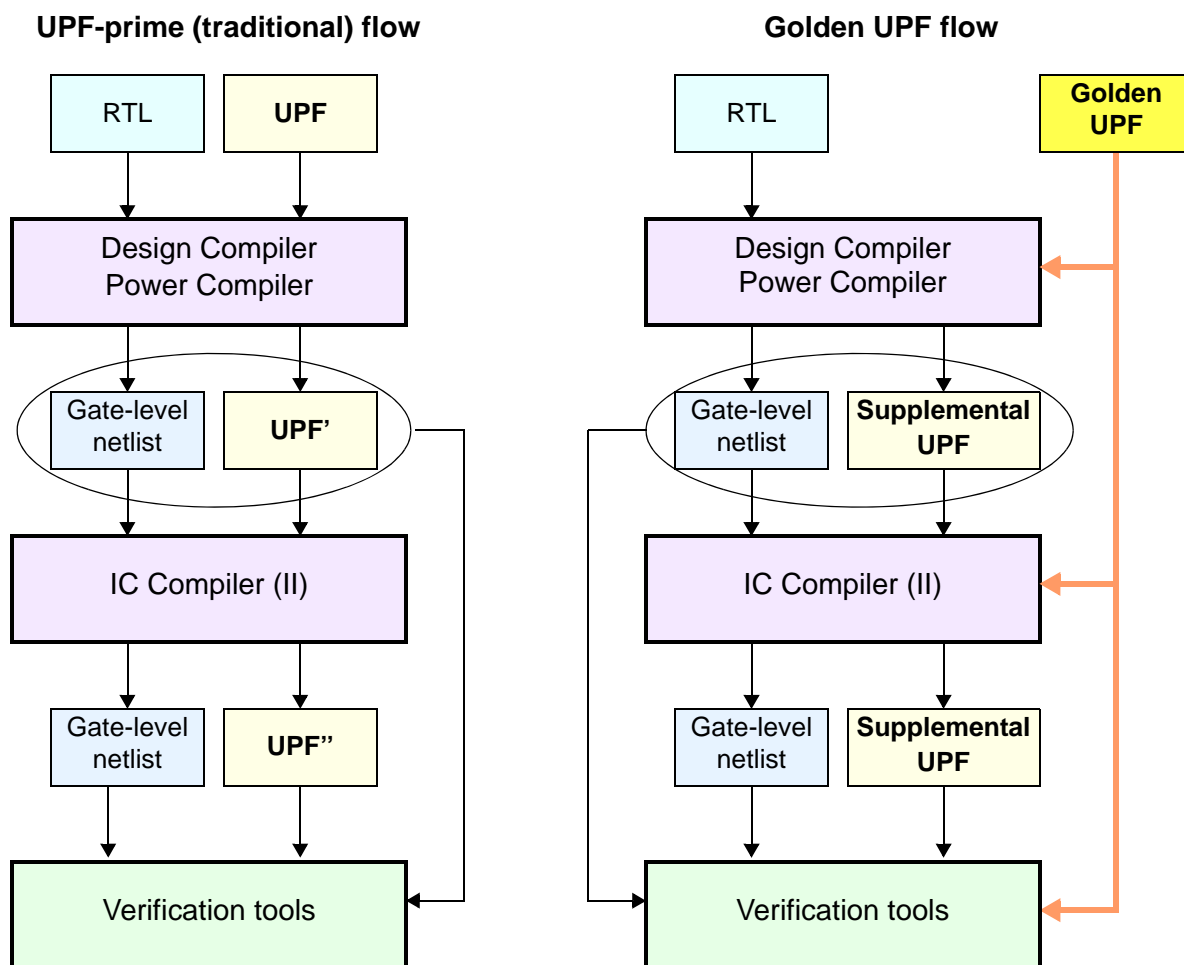 UPF-prime (traditional) flow
RTL
UPF
Design Compiler
Power Compiler
Gate-level
netlist
UPF’
IC Compiler (II)
Gate-level
netlist
UPF’’
Verification tools
Golden UPF flow
RTL
Golden
UPF
Design Compiler
Power Compiler
Gate-level
netlist
Supplemental
UPF
IC Compiler (II)
Gate-level
netlist
Supplemental
UPF
Verification tools